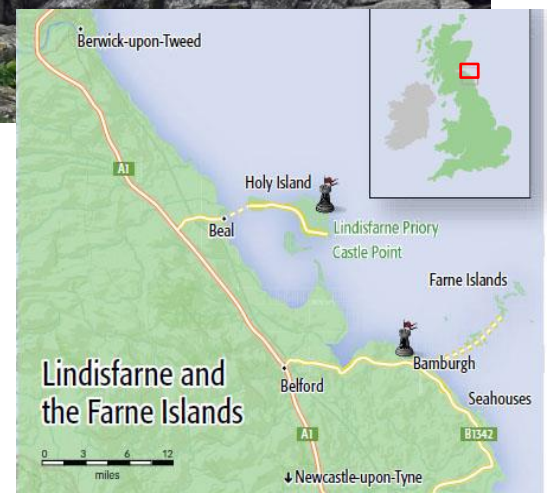 Berwick-upon-Tweed
A1
Holy Island
Beal
Lindisfarne Priory
Castle Point
Farne Islands
Bamburgh
Lindisfarne and
the Farne Islands
Belford
Seahouses
A1
B1342
0 3 6 12
miles
↓Newcastle-upon-Tyne